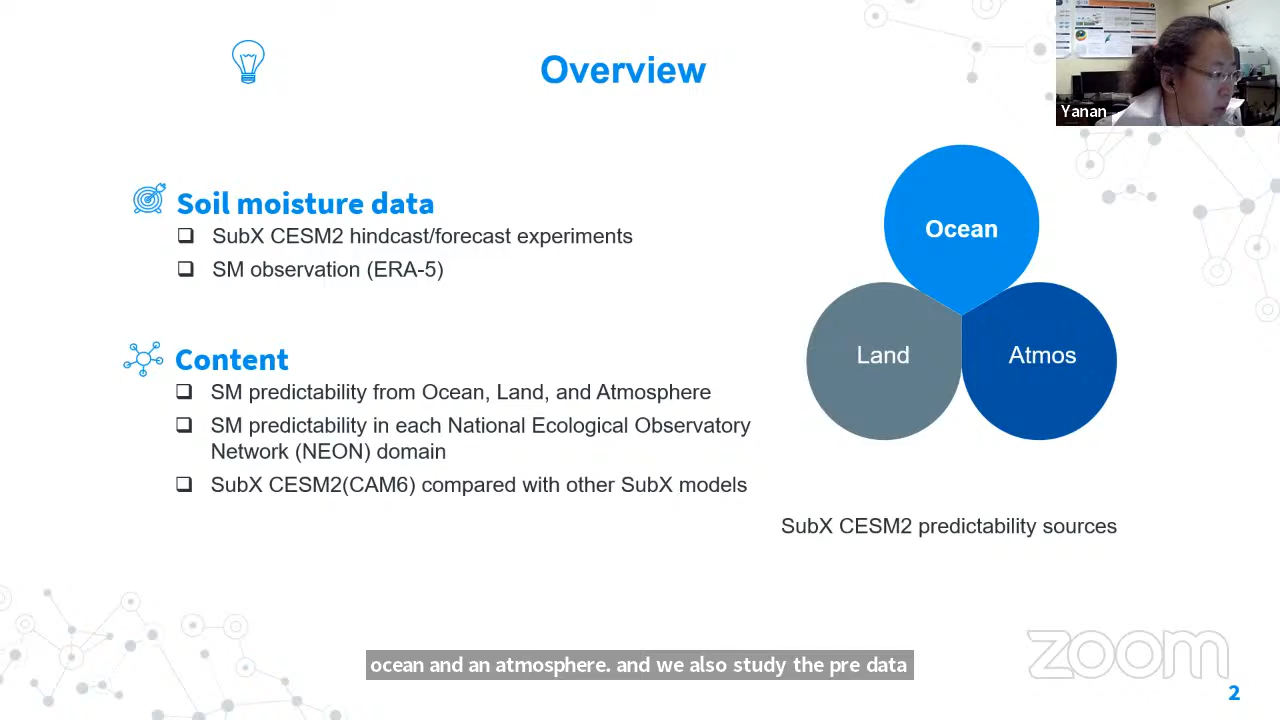 Overview
Yanan
Soil moisture data
SubX CESM2 hindcast/forecast experiments
SM observation (ERA-5)
Content
SM predictability from Ocean, Land, and Atmosphere
SM predictability in each National Ecological Observatory
Network (NEON) domain
SubX CESM2(CAM6) compared with other SubX models
Ocean
Land
Atmos
SubX CESM2 predictability sources
ocean and an atmosphere. and we also study the pre data
zoom
2